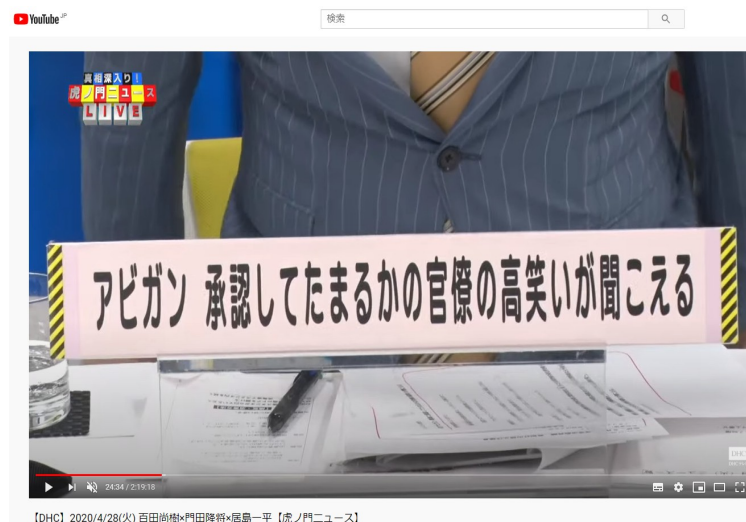 YouTube JP
検索
真相深入り!
虎ノ門ニュース
LIVE
アビガン 承認してたまるかの官僚の高笑いが聞こえる
DHC
24:34 / 2:19:18
【DHC】2020/4/28(火) 百田尚樹×門田隆将×居島一平【虎ノ門ニュース】